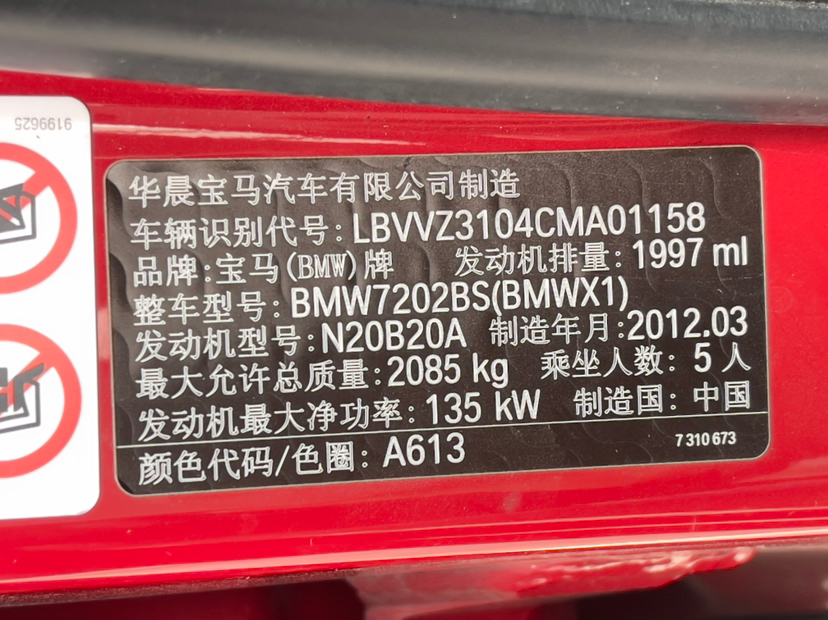 9199625
华晨宝马汽车有限公司制造
车辆识别代号: LBVVZ3104CMA01158
品牌: 宝马(BMW)牌 发动机排量: 1997 ml
整车型号: BMW7202BS(BMWX1)
发动机型号: N20B20A 制造年月: 2012.03
最大允许总质量: 2085 kg 乘坐人数: 5 人
发动机最大净功率: 135 kW 制造国: 中国
颜色代码/色圈: A613 7 310 673